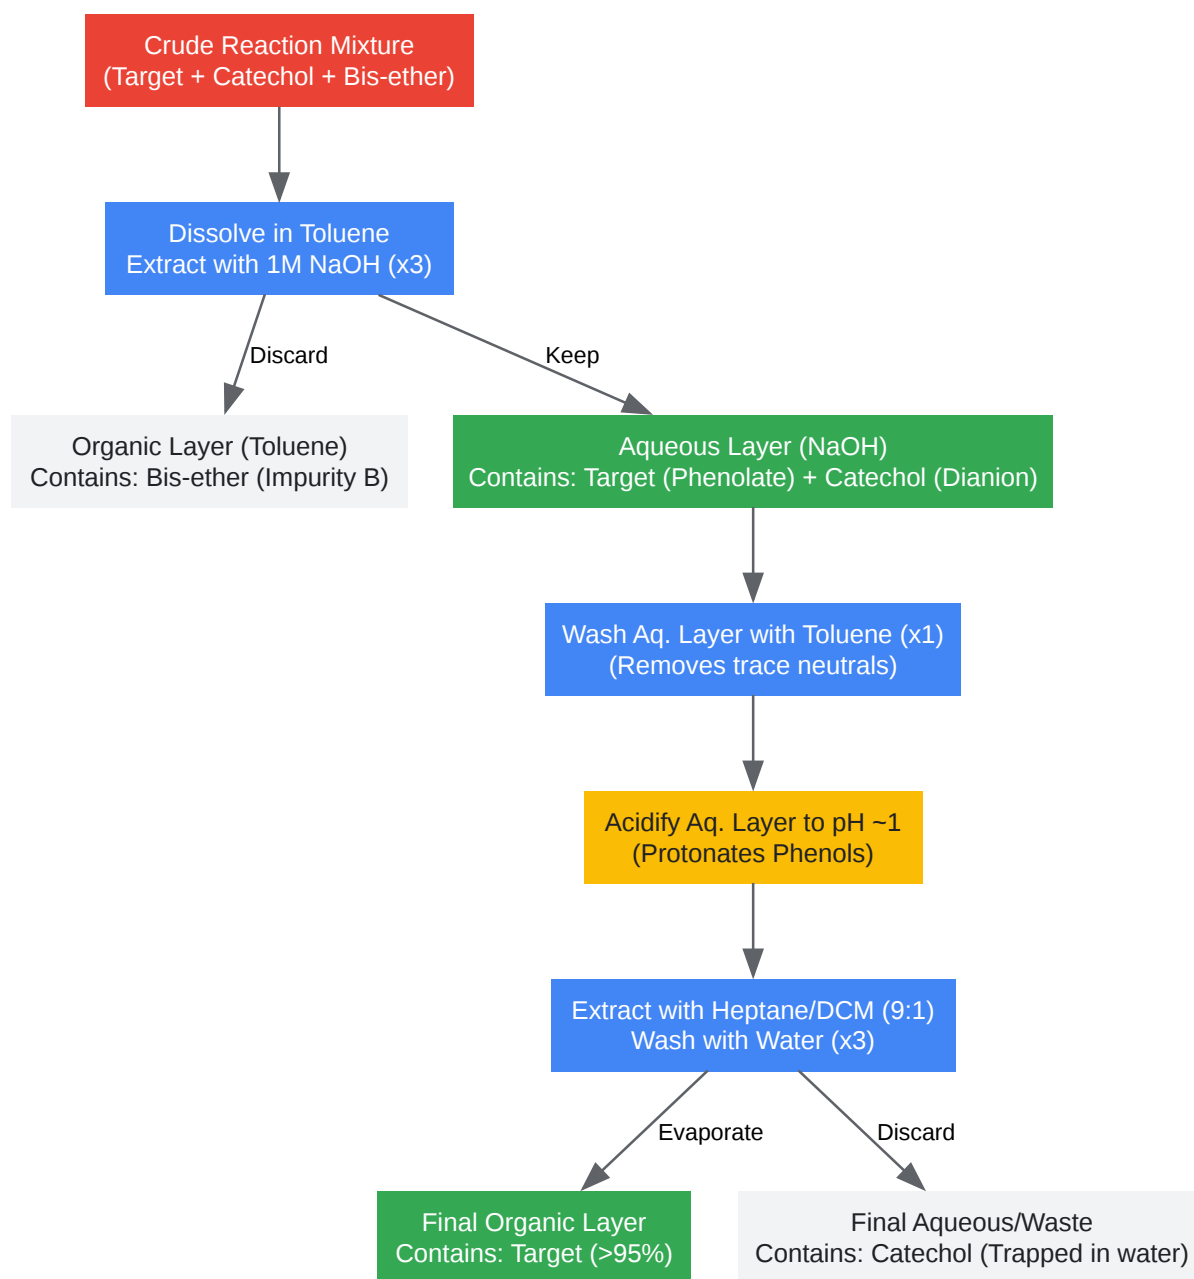 Crude Reaction Mixture
(Target + Catechol + Bis-ether)
Dissolve in Toluene
Extract with 1M NaOH (x3)
Discard
Keep
Organic Layer (Toluene)
Contains: Bis-ether (Impurity B)
Aqueous Layer (NaOH)
Contains: Target (Phenolate) + Catechol (Dianion)
Wash Aq. Layer with Toluene (x1)
(Removes trace neutrals)
Acidify Aq. Layer to pH ~1
(Protonates Phenols)
Extract with Heptane/DCM (9:1)
Wash with Water (x3)
Evaporate
Discard
Final Organic Layer
Contains: Target (>95%)
Final Aqueous/Waste
Contains: Catechol (Trapped in water)